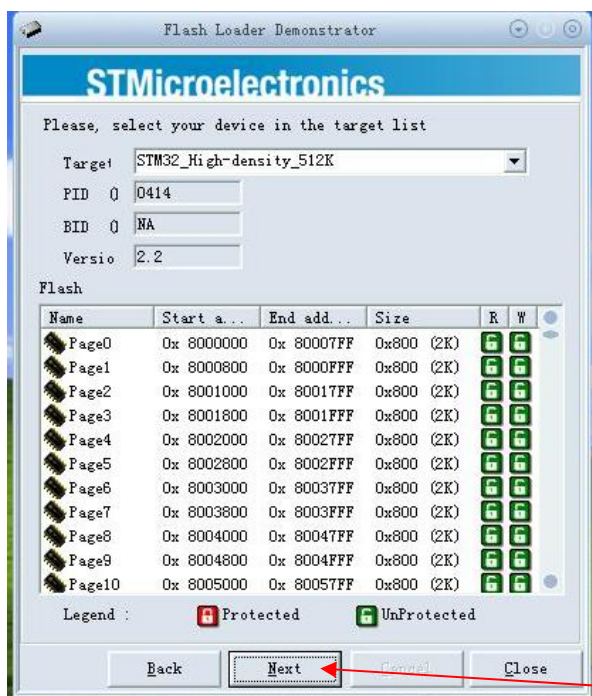 Flash Loader Demonstrator
STMicroelectronics
Please, select your device in the target list
Target STM32_High-density_512K
PID () 0414
BID () NA
Versio 2.2
Flash
Name Start a... End add... Size R W
Page0 0x 8000000 0x 80007FF 0x800 (2K)
Page1 0x 8000800 0x 8000FFF 0x800 (2K)
Page2 0x 8001000 0x 80017FF 0x800 (2K)
Page3 0x 8001800 0x 8001FFF 0x800 (2K)
Page4 0x 8002000 0x 80027FF 0x800 (2K)
Page5 0x 8002800 0x 8002FFF 0x800 (2K)
Page6 0x 8003000 0x 80037FF 0x800 (2K)
Page7 0x 8003800 0x 8003FFF 0x800 (2K)
Page8 0x 8004000 0x 80047FF 0x800 (2K)
Page9 0x 8004800 0x 8004FFF 0x800 (2K)
Page10 0x 8005000 0x 80057FF 0x800 (2K)
Legend : Protected UnProtected
Back Next Cancel Close